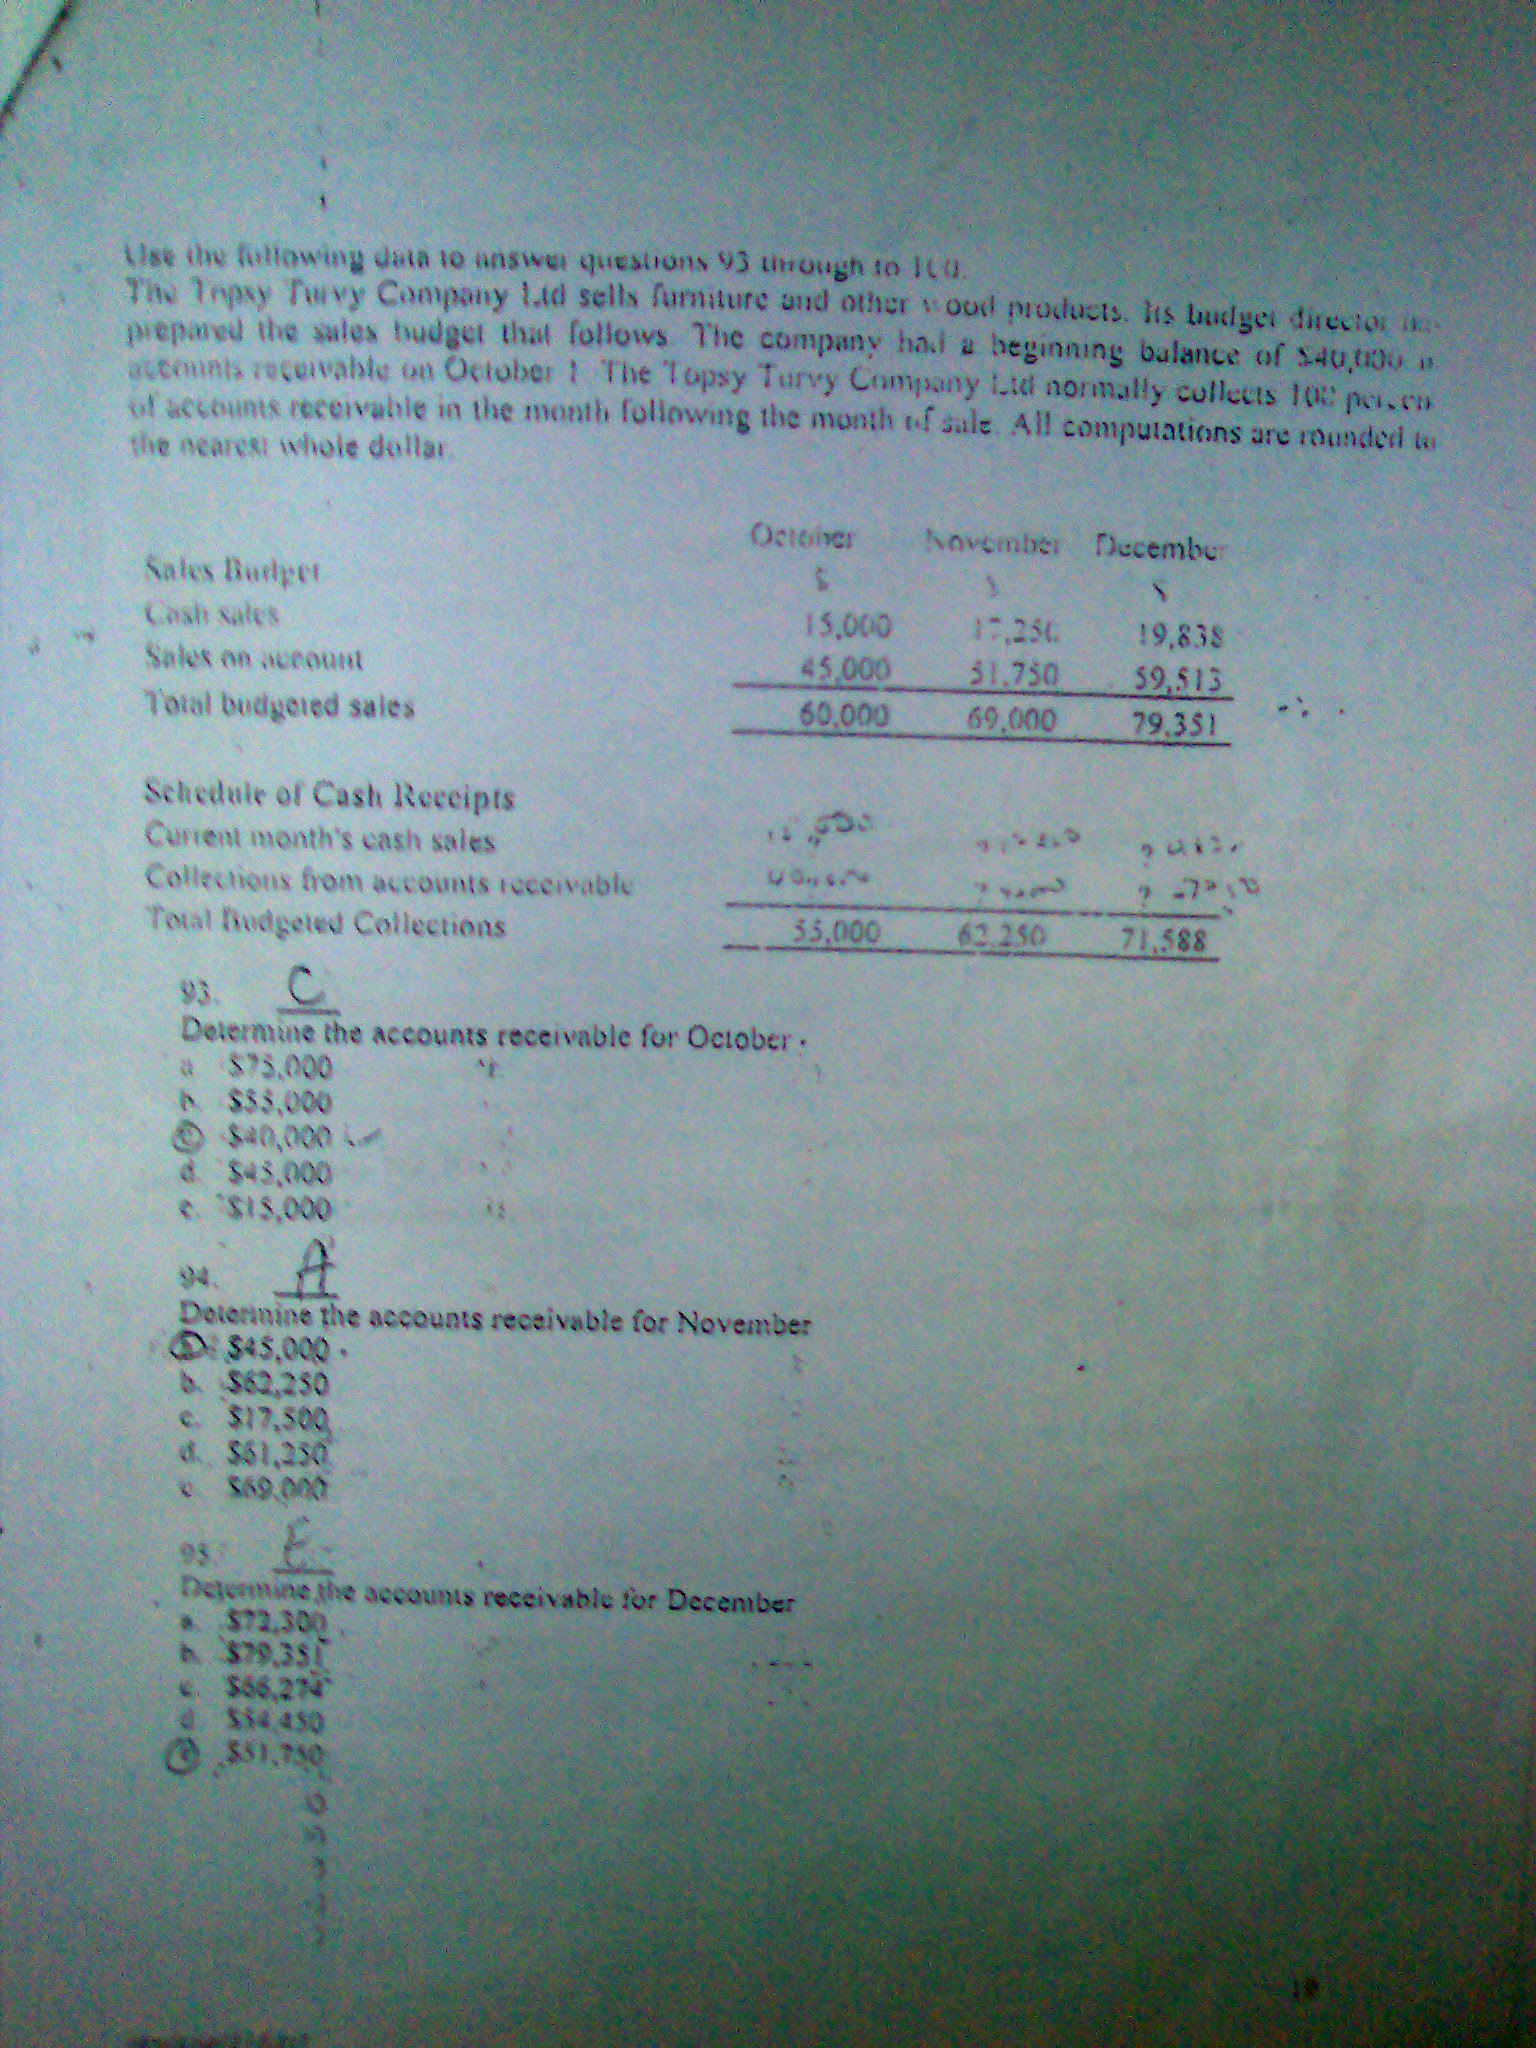 Use the following data to answer questions 93 through to 100.
The Topsy Turvy Company Ltd sells furniture and other wood products. Its budget director
prepared the sales budget that follows. The company had a beginning balance of $40,000
accounts receivable on October 1 The Topsy Turvy Company Ltd normally collects 100
of accounts receivable in the month following the month of sale. All computations are rounded to
the nearest whole dollar.
October November December
Sales Budget $ $ $
Cash sales 15,000 17,250 19,838
Sales on account 45,000 51,750 59,513
Total budgeted sales 60,000 69,000 79,351
Schedule of Cash Receipts
Current month's cash sales
Collections from accounts receivable
Total Budgeted Collections 55,000 62,250 71,588
93. C
Determine the accounts receivable for October
a $75,000
b. $55,000
c $40,000
d. $45,000
e. $15,000
94. A
Determine the accounts receivable for November
a $45,000
b. $62,250
c. $17,500
d. $61,250
e. $69,000
95. E
Determine the accounts receivable for December
a. $72,300
b. $79,351
c. $66,274
d $54,450
e $51,750